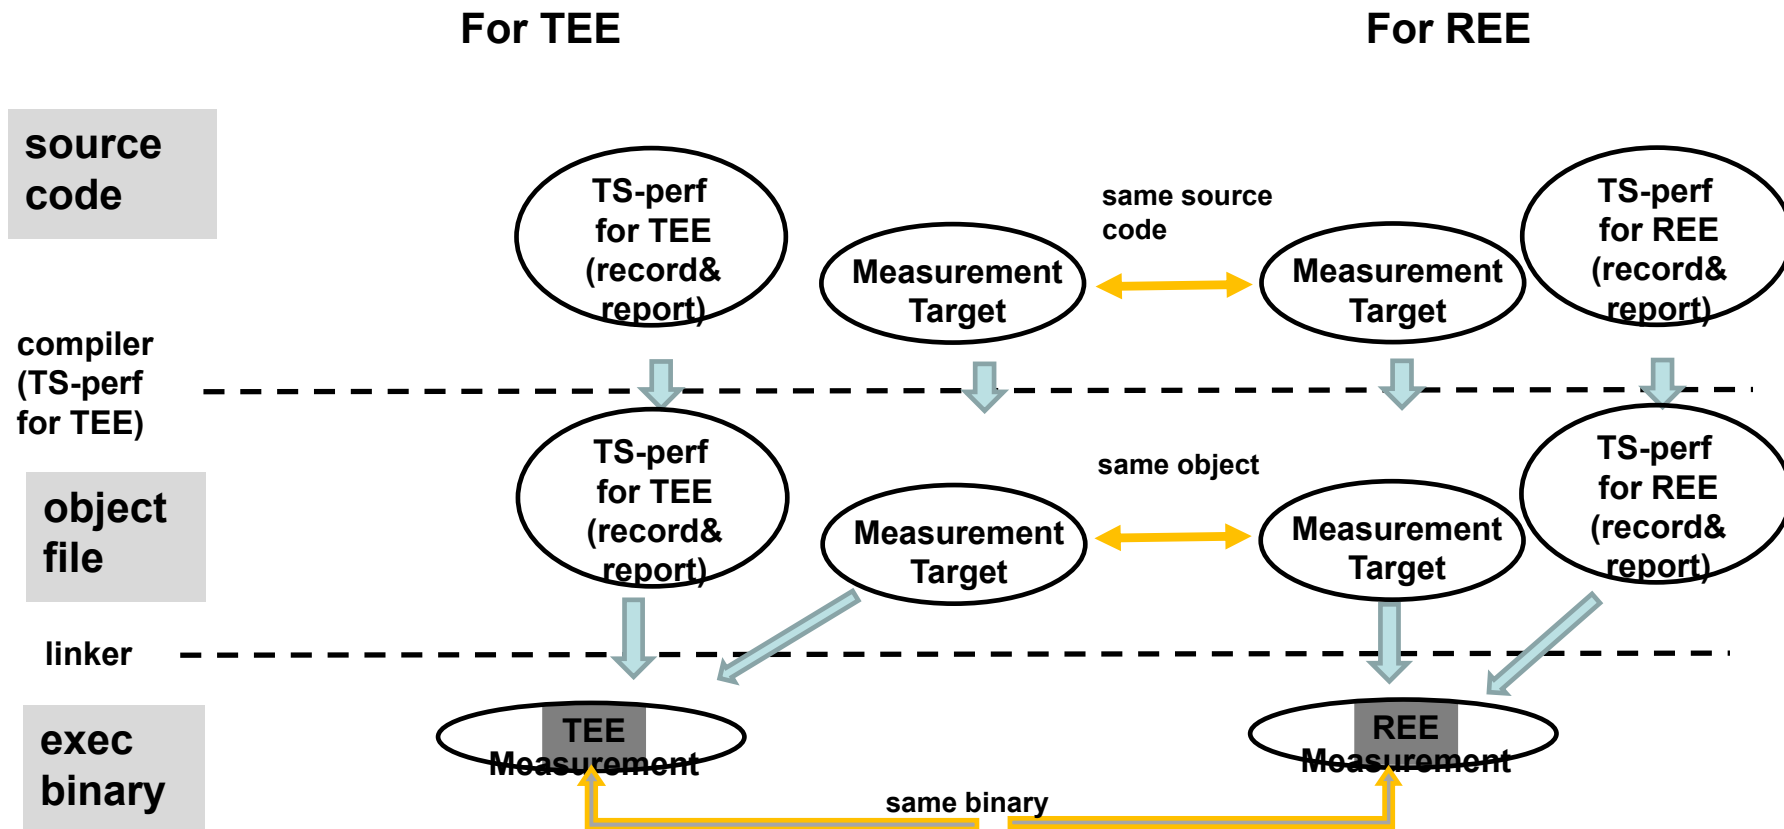 For TEE
For REE
source
code
TS-perf
for TEE
(record&
report)
Measurement
Target
same source
code
Measurement
Target
TS-perf
for REE
(record&
report)
compiler
(TS-perf
for TEE)
object
file
TS-perf
for TEE
(record&
report)
Measurement
Target
same object
Measurement
Target
TS-perf
for REE
(record&
report)
linker
exec
binary
TEE
Measurement
REE
Measurement
same binary